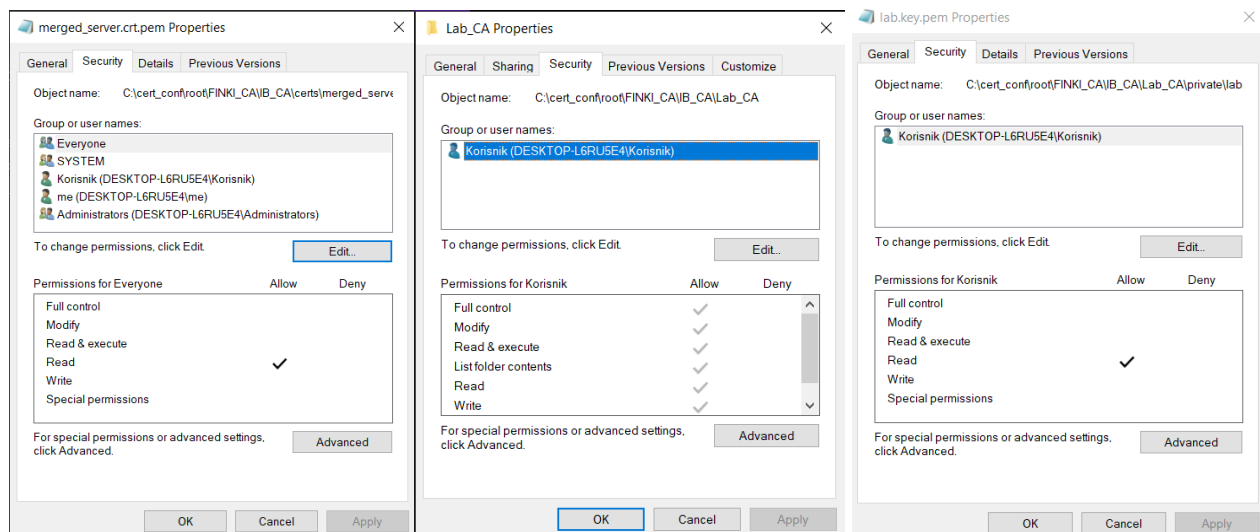 merged_server.crt.pem Properties
General Security Details Previous Versions
Object name: C:\cert_conf\root\FINKI_CA\IB_CA\certs\merged_serve
Group or user names:
Everyone
SYSTEM
Korisnik (DESKTOP-L6RU5E4\Korisnik)
me (DESKTOP-L6RU5E4\me)
Administrators (DESKTOP-L6RU5E4\Administrators)
To change permissions, click Edit.
Edit...
Permissions for Everyone Allow Deny
Full control
Modify
Read & execute
Read
Write
Special permissions
For special permissions or advanced settings,
click Advanced.
Advanced
OK Cancel Apply
Lab_CA Properties
General Sharing Security Previous Versions Customize
Object name: C:\cert_conf\root\FINKI_CA\IB_CA\Lab_CA
Group or user names:
Korisnik (DESKTOP-L6RU5E4\Korisnik)
To change permissions, click Edit.
Edit...
Permissions for Korisnik Allow Deny
Full control
Modify
Read & execute
List folder contents
Read
Write
For special permissions or advanced settings,
click Advanced.
Advanced
OK Cancel Apply
lab.key.pem Properties
General Security Details Previous Versions
Object name: C:\cert_conf\root\FINKI_CA\IB_CA\Lab_CA\private\lab
Group or user names:
Korisnik (DESKTOP-L6RU5E4\Korisnik)
To change permissions, click Edit.
Edit...
Permissions for Korisnik Allow Deny
Full control
Modify
Read & execute
Read
Write
Special permissions
For special permissions or advanced settings,
click Advanced.
Advanced
OK Cancel Apply